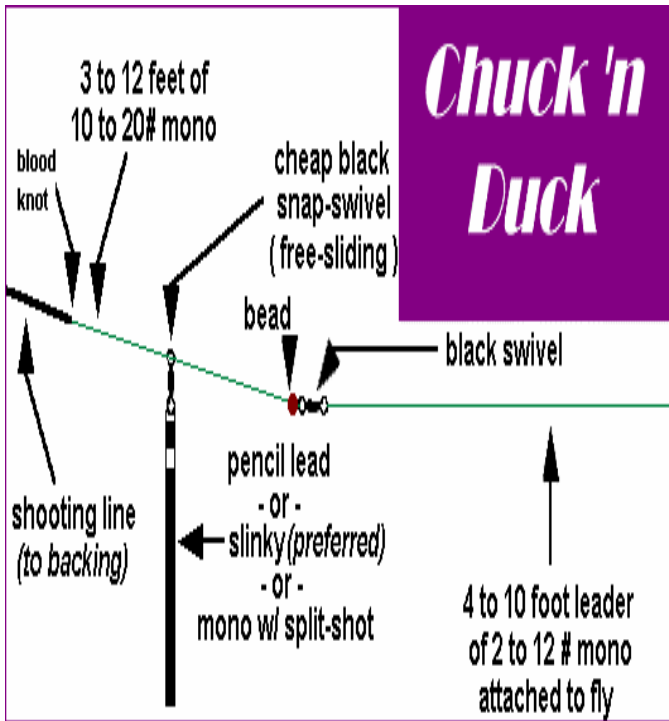 Chuck 'n
Duck
3 to 12 feet of
10 to 20# mono
blood
knot
cheap black
snap-swivel
( free-sliding )
bead
black swivel
shooting line
(to backing)
pencil lead
- or -
slinky(preferred)
- or -
mono w/ split-shot
4 to 10 foot leader
of 2 to 12 # mono
attached to fly